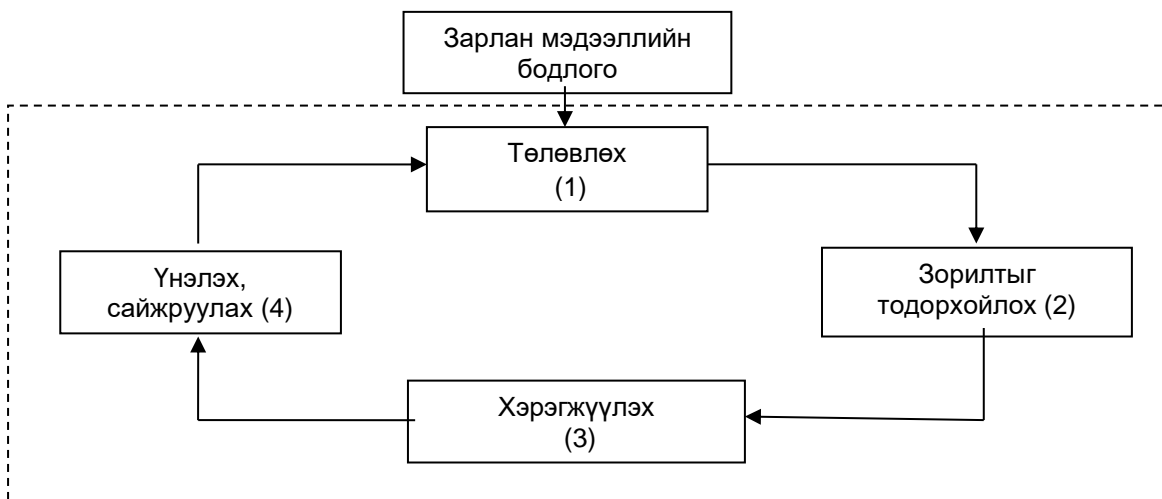 Зарлан мэдээллийн
бодлого
Төлөвлөх
(1)
Зорилтыг
тодорхойлох (2)
Үнэлэх,
сайжруулах (4)
Хэрэгжүүлэх
(3)